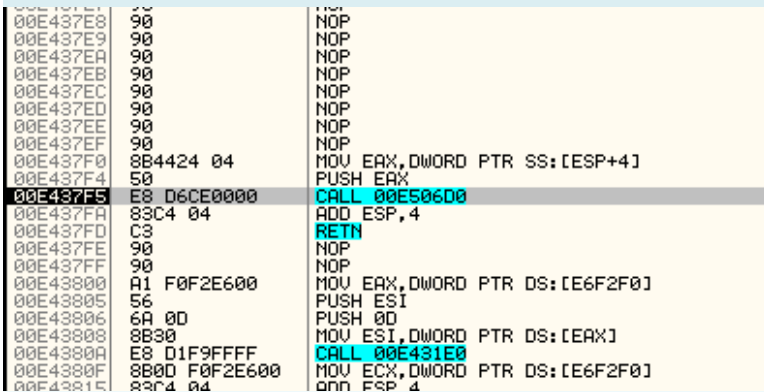 00E437E8 90 NOP
00E437E9 90 NOP
00E437EA 90 NOP
00E437EB 90 NOP
00E437EC 90 NOP
00E437ED 90 NOP
00E437EE 90 NOP
00E437EF 90 NOP
00E437F0 8B4424 04 MOV EAX,DWORD PTR SS:[ESP+4]
00E437F4 50 PUSH EAX
00E437F5 E8 D6CE0000 CALL 00E506D0
00E437FA 83C4 04 ADD ESP,4
00E437FD C3 RETN
00E437FE 90 NOP
00E437FF 90 NOP
00E43800 A1 F0F2E600 MOV EAX,DWORD PTR DS:[E6F2F0]
00E43805 56 PUSH ESI
00E43806 6A 0D PUSH 0D
00E43808 8B30 MOV ESI,DWORD PTR DS:[EAX]
00E4380A E8 D1F9FFFF CALL 00E431E0
00E4380F 8B0D F0F2E600 MOV ECX,DWORD PTR DS:[E6F2F0]
00E43815 83C4 04 ADD ESP,4